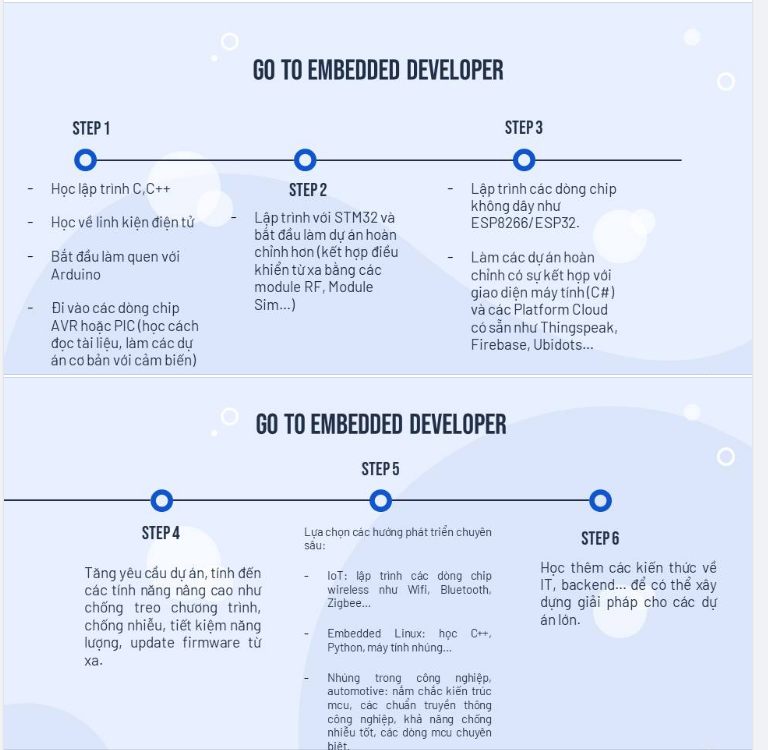 GO TO EMBEDDED DEVELOPER
STEP 1
- Học lập trình C,C++
- Học về linh kiện điện tử
- Bắt đầu làm quen với
Arduino
- Đi vào các dòng chip
AVR hoặc PIC (học cách
đọc tài liệu, làm các dự
án cơ bản với cảm biến)
STEP 2
- Lập trình với STM32 và
bắt đầu làm dự án hoàn
chỉnh hơn (kết hợp điều
khiển từ xa bằng các
module RF, Module
Sim...)
STEP 3
- Lập trình các dòng chip
không dây như
ESP8266/ESP32.
- Làm các dự án hoàn
chỉnh có sự kết hợp với
giao diện máy tính (C#)
và các Platform Cloud
có sẵn như Thingspeak,
Firebase, Ubidots...
GO TO EMBEDDED DEVELOPER
STEP 4
Tăng yêu cầu dự án, tính đến
các tính năng nâng cao như
chống treo chương trình,
chống nhiễu, tiết kiệm năng
lượng, update firmware từ
xa.
STEP 5
Lựa chọn các hướng phát triển chuyên
sâu:
- IoT: lập trình các dòng chip
wireless như Wifi, Bluetooth,
Zigbee...
- Embedded Linux: học C++,
Python, máy tính nhúng...
- Nhúng trong công nghiệp,
automotive: nắm chắc kiến trúc
mcu, các chuẩn truyền thông
công nghiệp, khả năng chống
nhiễu tốt, các dòng mcu chuyên
biệt.
STEP 6
Học thêm các kiến thức về
IT, backend... để có thể xây
dựng giải pháp cho các dự
án lớn.